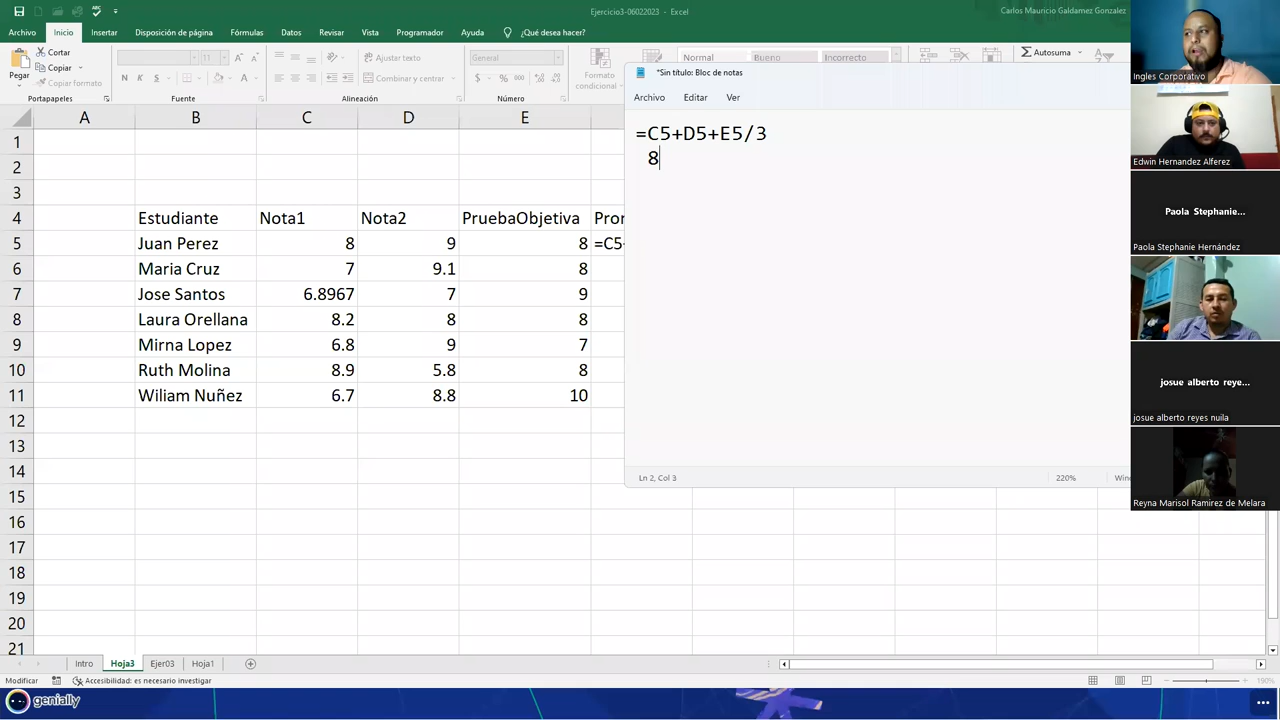 Ejercicio3-06022023 - Excel
Carlos Mauricio Galdamez Gonzalez
Archivo Inicio Insertar Disposición de página Fórmulas Datos Revisar Vista Programador Ayuda ¿Qué desea hacer?
Pegar
Cortar
Copiar
Copiar formato
Portapapeles
11
N K S
Fuente
Ajustar texto
Combinar y centrar
Alineación
General
Número
Formato condicional
Normal Bueno Incorrecto
Autosuma
A B C D E
1
2
3
4 Estudiante Nota1 Nota2 PruebaObjetiva
5 Juan Perez 8 9 8 =C5
6 Maria Cruz 7 9.1 8
7 Jose Santos 6.8967 7 9
8 Laura Orellana 8.2 8 8
9 Mirna Lopez 6.8 9 7
10 Ruth Molina 8.9 5.8 8
11 Wiliam Nuñez 6.7 8.8 10
12
13
14
15
16
17
18
19
20
21
*Sin título: Bloc de notas
Archivo Editar Ver
=C5+D5+E5/3
8
Ln 2, Col 3
220%
Ingles Corporativo
Edwin Hernandez Alferez
Paola Stephanie...
Paola Stephanie Hernández
josue alberto reye...
josue alberto reyes nuila
Reyna Marisol Ramirez de Melara
Intro Hoja3 Ejer03 Hoja1
Modificar
Accesibilidad: es necesario investigar
190%
genially